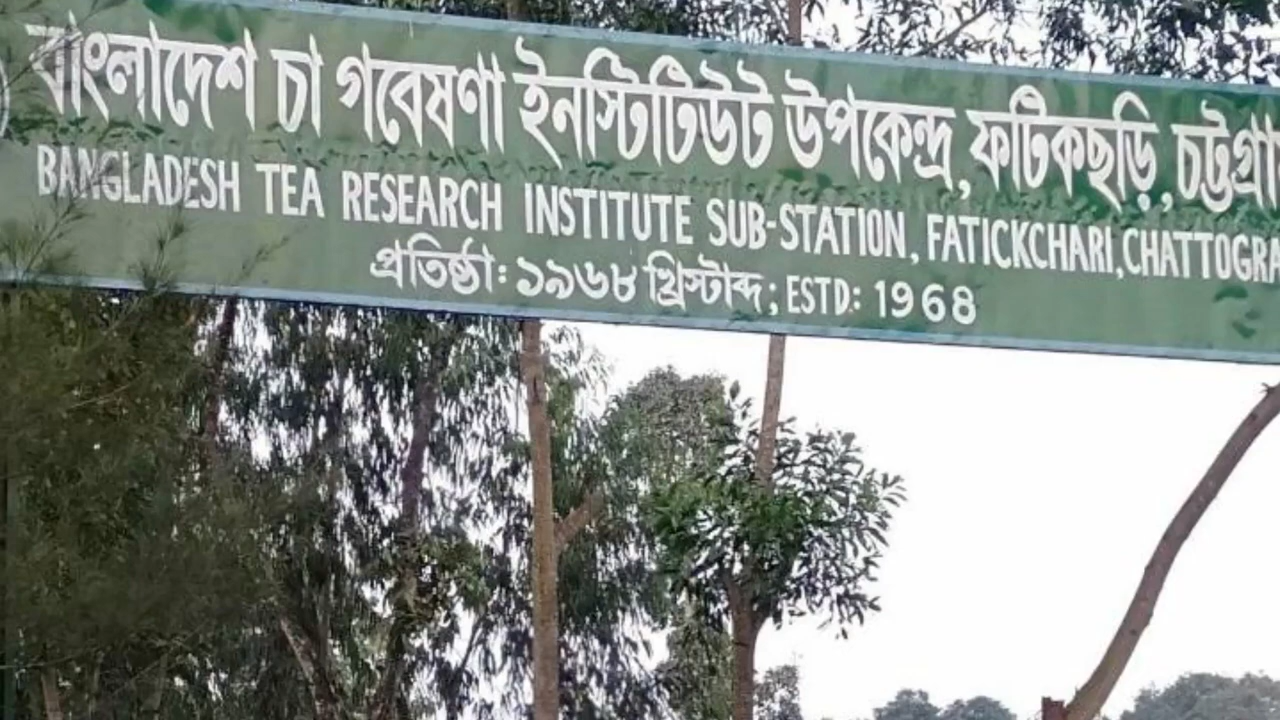 বাংলাদেশ চা গবেষণা ইনস্টিটিউট উপকেন্দ্র, ফটিকছড়ি, চট্টগ্রা
BANGLADESH TEA RESEARCH INSTITUTE SUB-STATION, FATICKCHARI, CHATTOGRA
প্রতিষ্ঠা: ১৯৬৮ খ্রিস্টাব্দ; ESTD: 1968